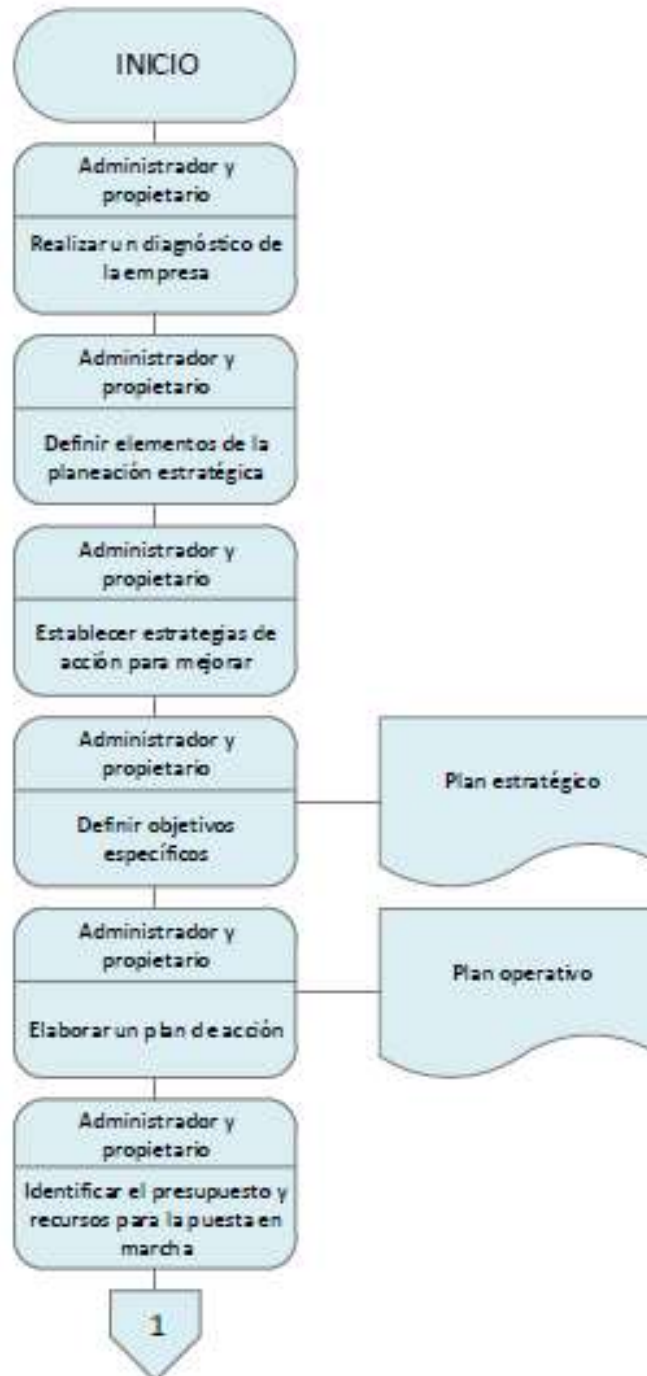 INICIO
Administrador y
propietario
Realizar un diagnóstico de
la empresa
Administrador y
propietario
Definir elementos de la
planeación estratégica
Administrador y
propietario
Establecer estrategias de
acción para mejorar
Administrador y
propietario
Definir objetivos
específicos
Plan estratégico
Administrador y
propietario
Elaborar un plan de acción
Plan operativo
Administrador y
propietario
Identificar el presupuesto y
recursos para la puesta en
marcha
1